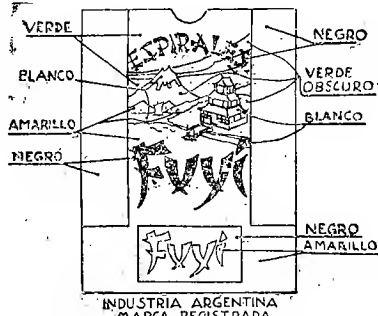 VERDE
ESPIRALES
NEGRO
BLANCO
VERDE
OBSCURO
AMARILLO
BLANCO
NEGRO
Fuyi
Fuyi
NEGRO
AMARILLO
INDUSTRIA ARGENTINA
MARCA REGISTRADA